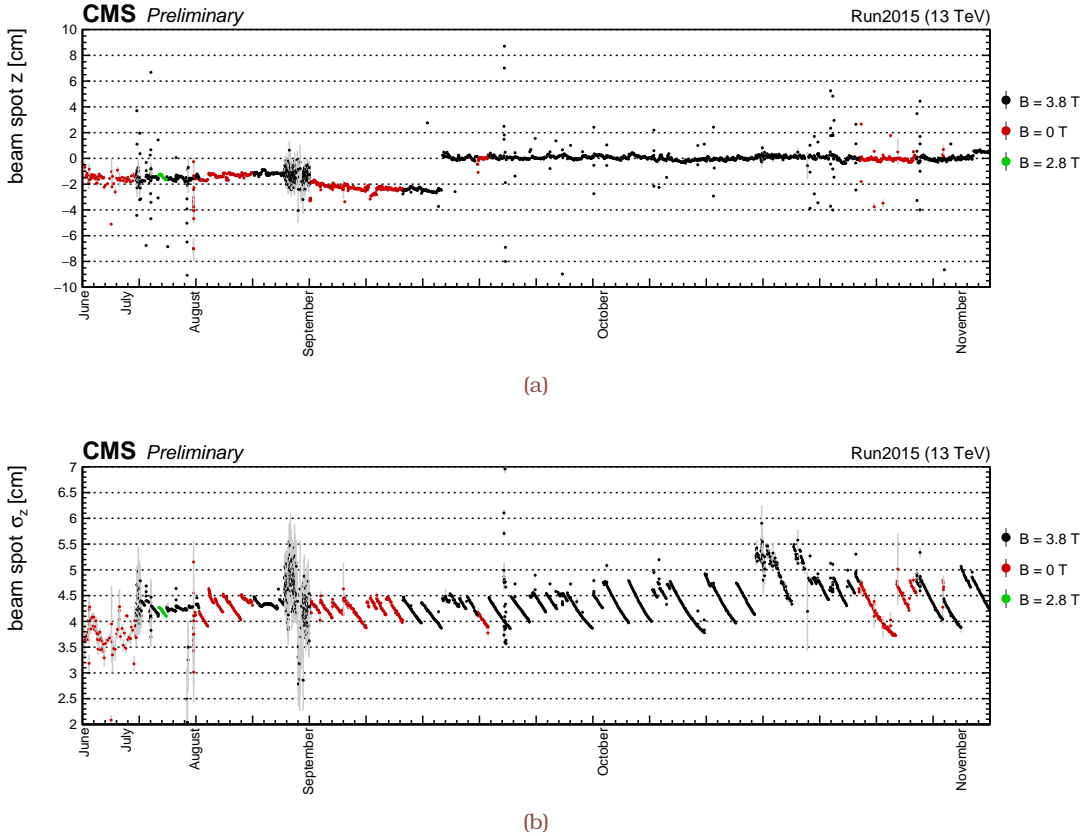 CMS Preliminary
Run2015 (13 TeV)
beam spot z [cm]
10
8
6
4
2
0
−2
−4
−6
−8
−10
June
July
August
September
October
November
B = 3.8 T
B = 0 T
B = 2.8 T
(a)
CMS Preliminary
Run2015 (13 TeV)
beam spot σz [cm]
7
6.5
6
5.5
5
4.5
4
3.5
3
2.5
2
June
July
August
September
October
November
B = 3.8 T
B = 0 T
B = 2.8 T
(b)